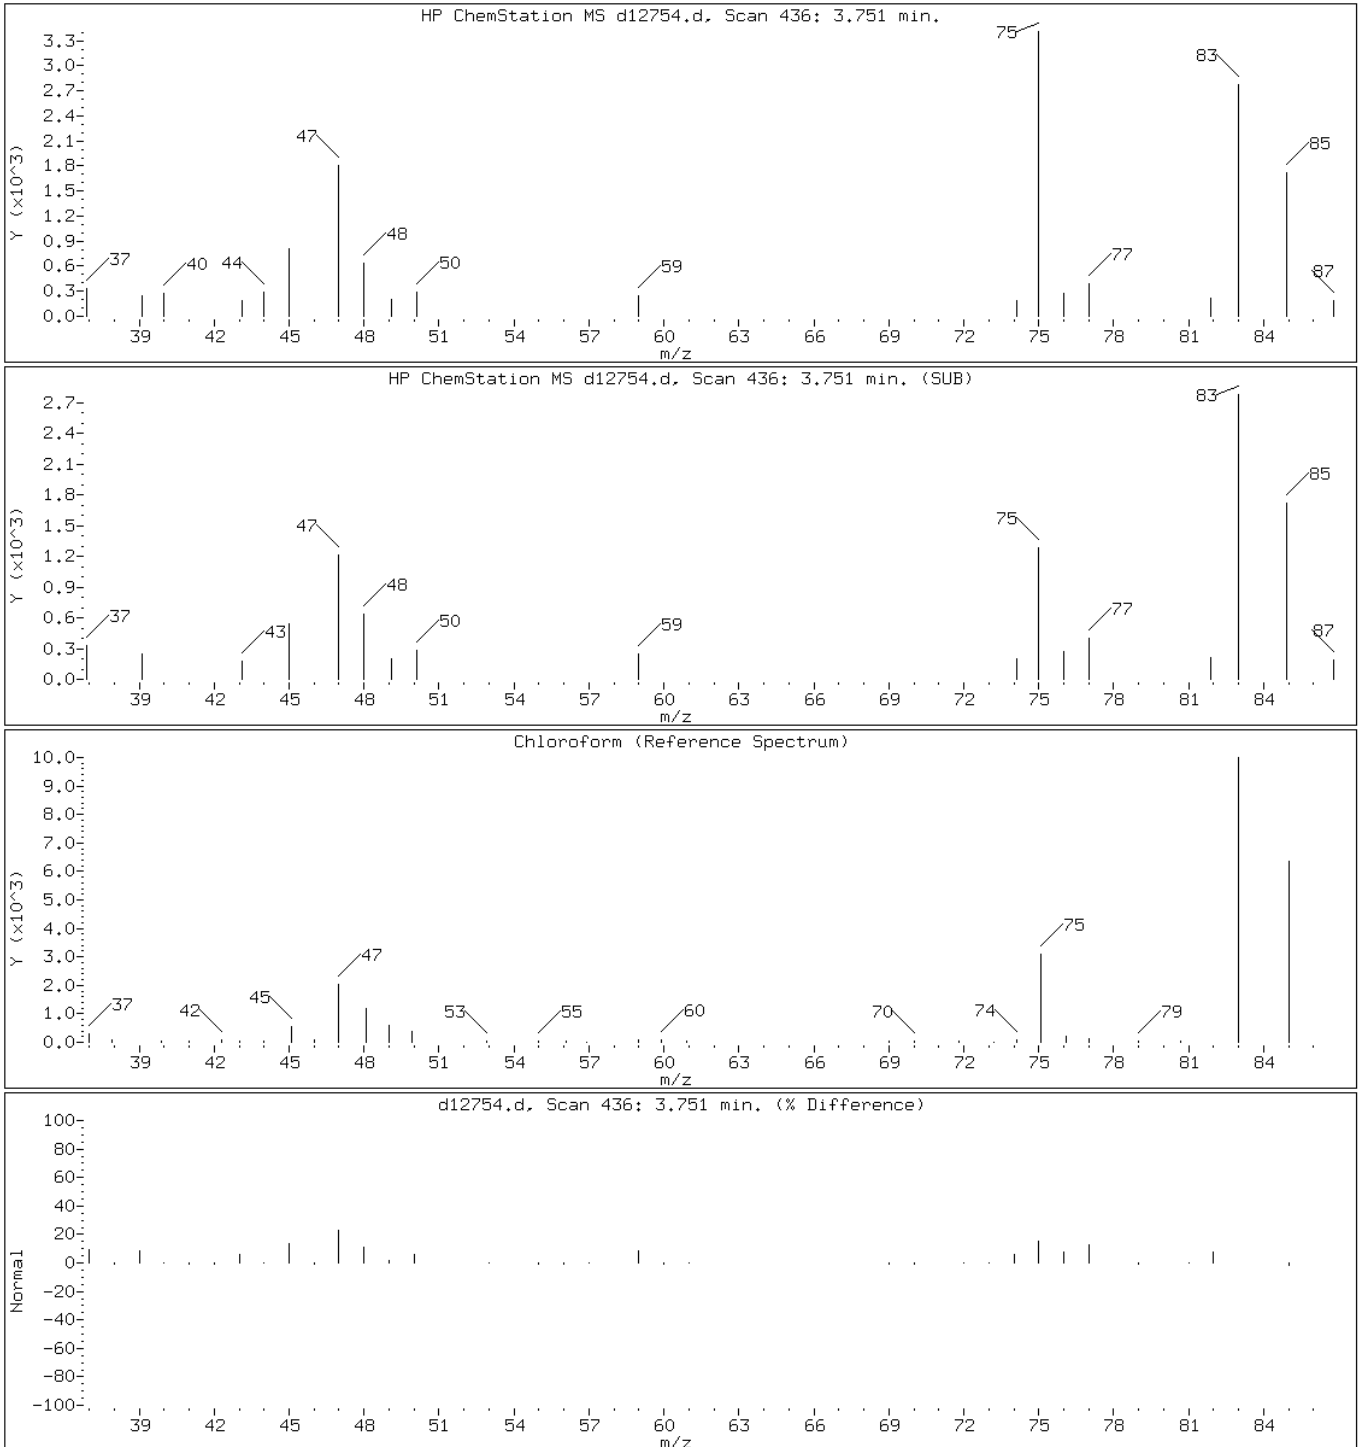 HP ChemStation MS d12754.d, Scan 436: 3.751 min.
Y (x10^3)
3.3
3.0
2.7
2.4
2.1
1.8
1.5
1.2
0.9
0.6
0.3
0.0
37 40 44 47 48 50 59 75 77 83 85 87
39 42 45 48 51 54 57 60 63 66 69 72 75 78 81 84
m/z
HP ChemStation MS d12754.d, Scan 436: 3.751 min. (SUB)
Y (x10^3)
2.7
2.4
2.1
1.8
1.5
1.2
0.9
0.6
0.3
0.0
37 43 47 48 50 59 75 77 83 85 87
39 42 45 48 51 54 57 60 63 66 69 72 75 78 81 84
m/z
Chloroform (Reference Spectrum)
Y (x10^3)
10.0
9.0
8.0
7.0
6.0
5.0
4.0
3.0
2.0
1.0
0.0
37 42 45 47 53 55 60 70 74 75 79
39 42 45 48 51 54 57 60 63 66 69 72 75 78 81 84
m/z
d12754.d, Scan 436: 3.751 min. (% Difference)
Normal
100
80
60
40
20
0
-20
-40
-60
-80
-100
39 42 45 48 51 54 57 60 63 66 69 72 75 78 81 84
m/z